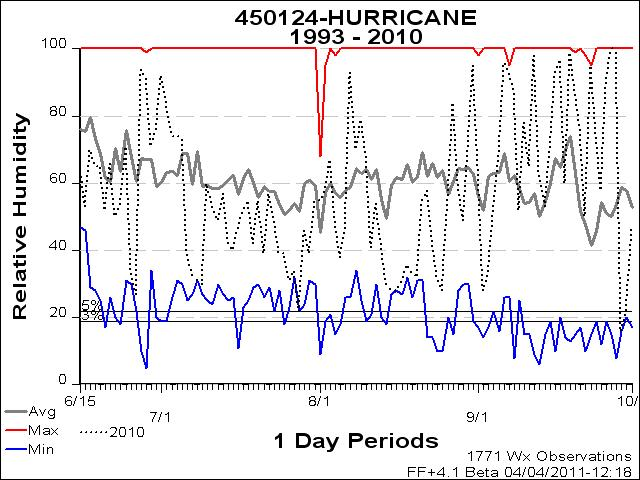 450124-HURRICANE
1993 - 2010
Relative Humidity
100
80
60
40
20
0
5%
3%
6/15
7/1
8/1
9/1
10/
1 Day Periods
Avg
Max
Min
2010
1771 Wx Observations
FF+4.1 Beta 04/04/2011-12:18